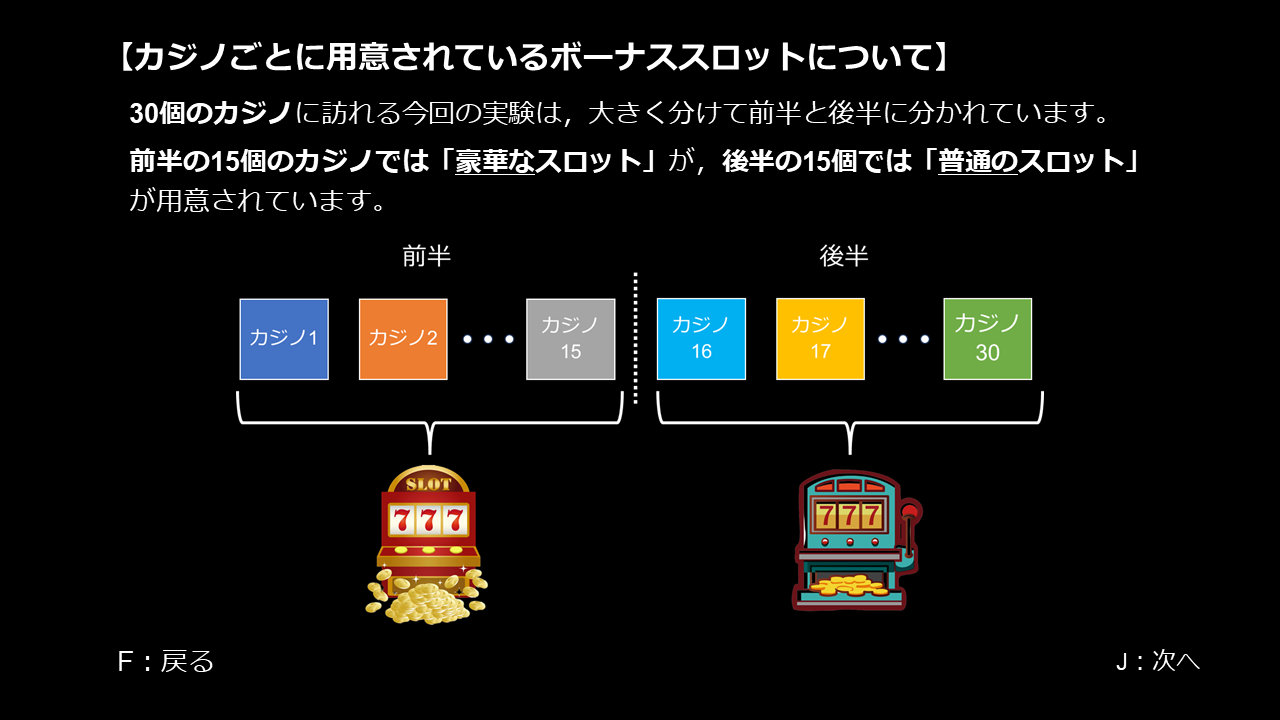 【カジノごとに用意されているボーナススロットについて】
30個のカジノに訪れる今回の実験は，大きく分けて前半と後半に分かれています。
前半の15個のカジノでは「豪華なスロット」が，後半の15個では「普通のスロット」
が用意されています。
前半
後半
カジノ1
カジノ2
・・・
カジノ
15
カジノ
16
カジノ
17
・・・
カジノ
30
SLOT
777
777
F：戻る
J：次へ